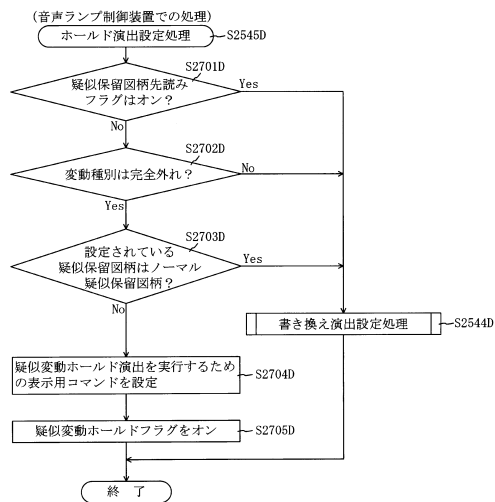 (音声ランプ制御装置での処理)
ホールド演出設定処理
S2545D
S2701D
疑似保留図柄先読み
フラグはオン?
Yes
No
S2702D
変動種別は完全外れ?
No
Yes
S2703D
設定されている
疑似保留図柄はノーマル
疑似保留図柄?
Yes
No
書き換え演出設定処理
S2544D
疑似変動ホールド演出を実行するため
の表示用コマンドを設定
S2704D
疑似変動ホールドフラグをオン
S2705D
終 了